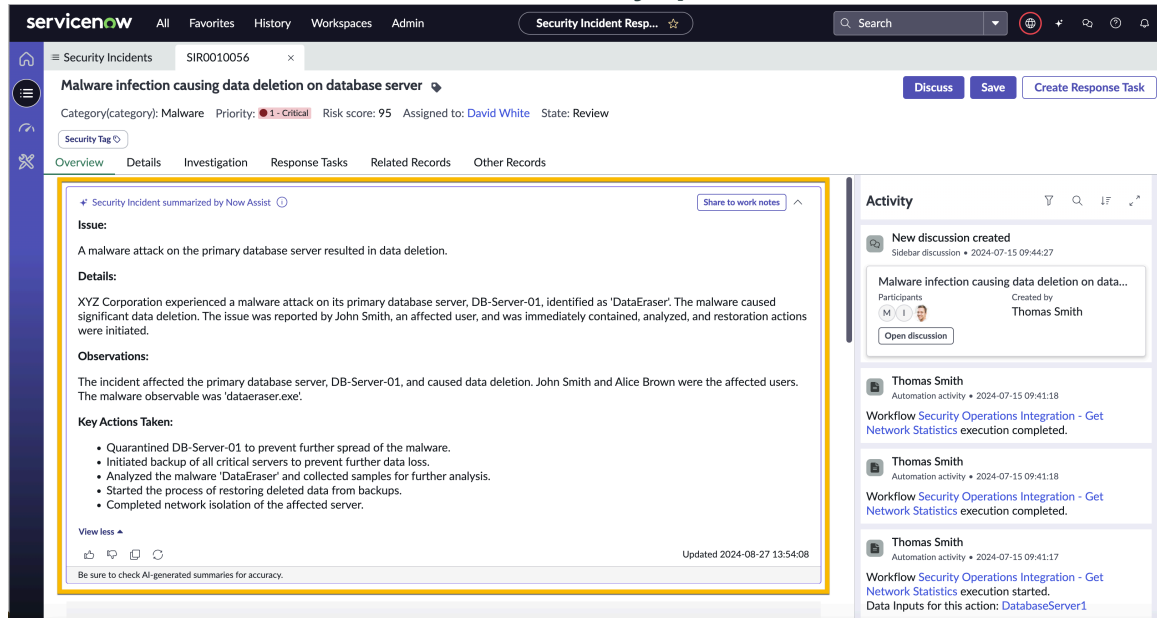 servicenow All Favorites History Workspaces Admin Security Incident Resp... Search
Security Incidents SIR0010056
Malware infection causing data deletion on database server Discuss Save Create Response Task
Category(category): Malware Priority: 1 - Critical Risk score: 95 Assigned to: David White State: Review
Security Tag
Overview Details Investigation Response Tasks Related Records Other Records
Security Incident summarized by Now Assist Share to work notes
Issue:
A malware attack on the primary database server resulted in data deletion.
Details:
XYZ Corporation experienced a malware attack on its primary database server, DB-Server-01, identified as 'DataEraser'. The malware caused
significant data deletion. The issue was reported by John Smith, an affected user, and was immediately contained, analyzed, and restoration actions
were initiated.
Observations:
The incident affected the primary database server, DB-Server-01, and caused data deletion. John Smith and Alice Brown were the affected users.
The malware observable was 'dataeraser.exe'.
Key Actions Taken:
• Quarantined DB-Server-01 to prevent further spread of the malware.
• Initiated backup of all critical servers to prevent further data loss.
• Analyzed the malware 'DataEraser' and collected samples for further analysis.
• Started the process of restoring deleted data from backups.
• Completed network isolation of the affected server.
View less
Updated 2024-08-27 13:54:08
Be sure to check AI-generated summaries for accuracy.
Activity
New discussion created
Sidebar discussion • 2024-07-15 09:44:27
Malware infection causing data deletion on data...
Participants Created by
M I Thomas Smith
Open discussion
Thomas Smith
Automation activity • 2024-07-15 09:41:18
Workflow Security Operations Integration - Get
Network Statistics execution completed.
Thomas Smith
Automation activity • 2024-07-15 09:41:18
Workflow Security Operations Integration - Get
Network Statistics execution completed.
Thomas Smith
Automation activity • 2024-07-15 09:41:17
Workflow Security Operations Integration - Get
Network Statistics execution started.
Data Inputs for this action: DatabaseServer1